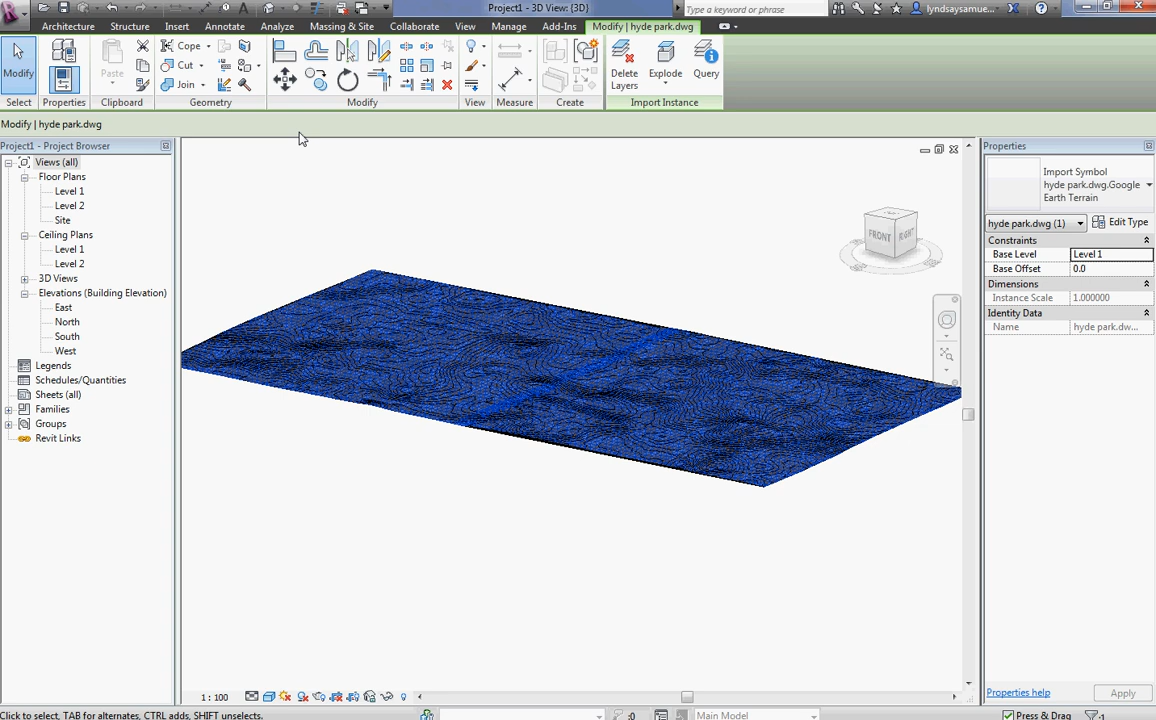 Project1 - 3D View: {3D}
Type a keyword or phrase
lyndsaysamue...
Architecture Structure Insert Annotate Analyze Massing & Site Collaborate View Manage Add-Ins Modify | hyde park.dwg
Modify
Paste
Cope
Cut
Join
Delete Layers
Explode
Query
Select Properties Clipboard Geometry Modify View Measure Create Import Instance
Modify | hyde park.dwg
Project1 - Project Browser
Views (all)
Floor Plans
Level 1
Level 2
Site
Ceiling Plans
Level 1
Level 2
3D Views
Elevations (Building Elevation)
East
North
South
West
Legends
Schedules/Quantities
Sheets (all)
Families
Groups
Revit Links
FRONT RIGHT
Properties
Import Symbol
hyde park.dwg.Google
Earth Terrain
hyde park.dwg (1) Edit Type
Constraints
Base Level Level 1
Base Offset 0.0
Dimensions
Instance Scale 1.000000
Identity Data
Name hyde park.dw...
Properties help Apply
1 : 100
Click to select, TAB for alternates, CTRL adds, SHIFT unselects.
:0
Main Model
Press & Drag
:1